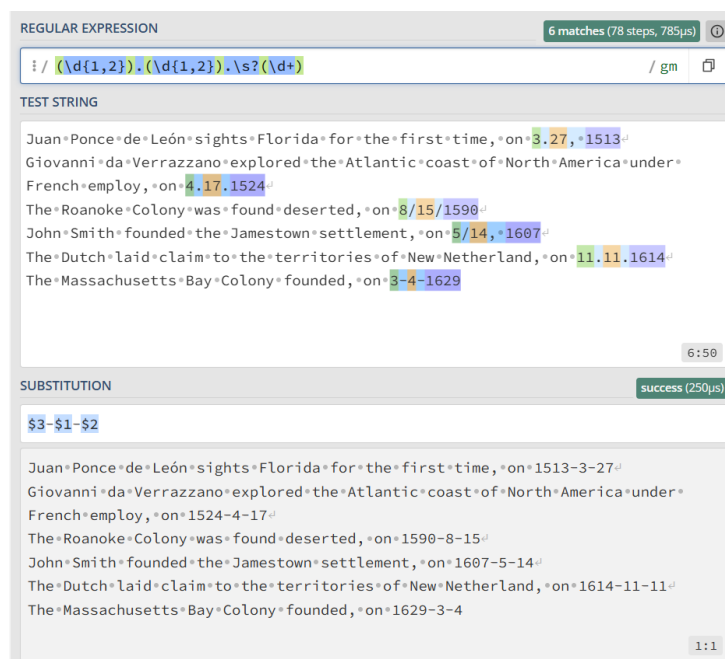 REGULAR EXPRESSION
6 matches (78 steps, 785µs)
/ (\d{1,2}).(\d{1,2}).\s?(\d+) / gm
TEST STRING
Juan·Ponce·de·León·sights·Florida·for·the·first·time,·on·3.27,·1513↵
Giovanni·da·Verrazzano·explored·the·Atlantic·coast·of·North·America·under·
French·employ,·on·4.17.1524↵
The·Roanoke·Colony·was·found·deserted,·on·8/15/1590↵
John·Smith·founded·the·Jamestown·settlement,·on·5/14,·1607↵
The·Dutch·laid·claim·to·the·territories·of·New·Netherland,·on·11.11.1614↵
The·Massachusetts·Bay·Colony·founded,·on·3-4-1629
6:50
SUBSTITUTION
success (250µs)
$3-$1-$2
Juan·Ponce·de·León·sights·Florida·for·the·first·time,·on·1513-3-27↵
Giovanni·da·Verrazzano·explored·the·Atlantic·coast·of·North·America·under·
French·employ,·on·1524-4-17↵
The·Roanoke·Colony·was·found·deserted,·on·1590-8-15↵
John·Smith·founded·the·Jamestown·settlement,·on·1607-5-14↵
The·Dutch·laid·claim·to·the·territories·of·New·Netherland,·on·1614-11-11↵
The·Massachusetts·Bay·Colony·founded,·on·1629-3-4
1:1